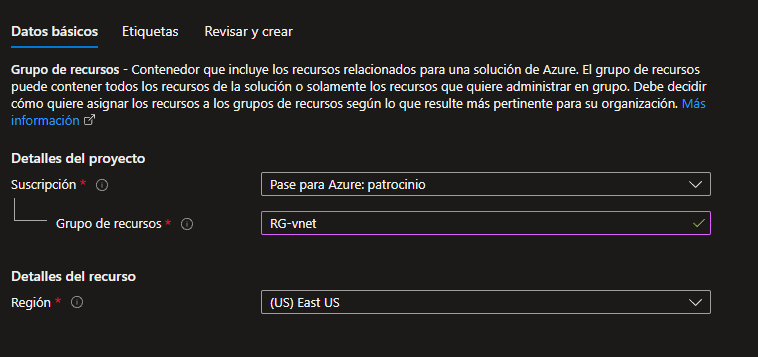 Datos básicos Etiquetas Revisar y crear
Grupo de recursos - Contenedor que incluye los recursos relacionados para una solución de Azure. El grupo de recursos
puede contener todos los recursos de la solución o solamente los recursos que quiere administrar en grupo. Debe decidir
cómo quiere asignar los recursos a los grupos de recursos según lo que resulte más pertinente para su organización. Más
información
Detalles del proyecto
Suscripción * Pase para Azure: patrocinio
Grupo de recursos * RG-vnet
Detalles del recurso
Región * (US) East US